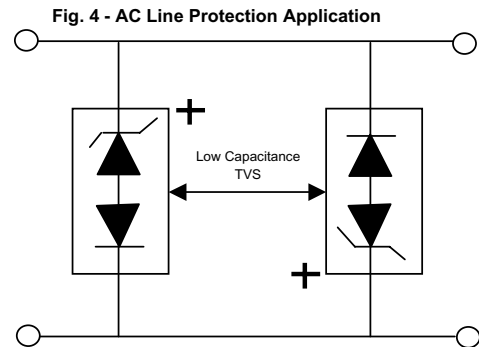 Fig. 4 - AC Line Protection Application
+
Low Capacitance
TVS
+